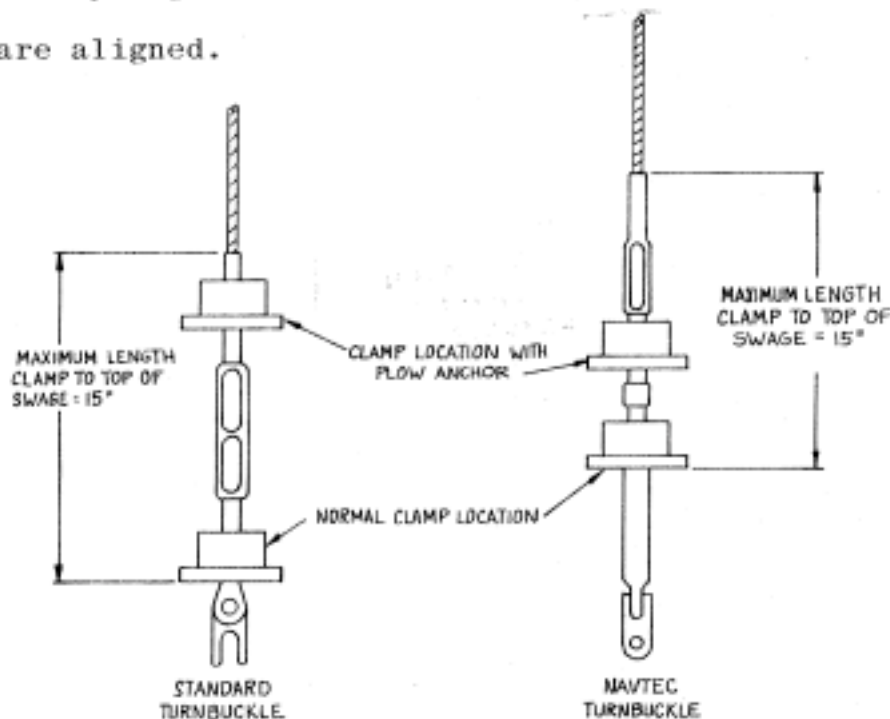 are aligned.
MAXIMUM LENGTH
CLAMP TO TOP OF
SWAGE = 15"
CLAMP LOCATION WITH
PLOW ANCHOR
MAXIMUM LENGTH
CLAMP TO TOP OF
SWAGE = 15"
NORMAL CLAMP LOCATION
STANDARD
TURNBUCKLE
NAVTEC
TURNBUCKLE